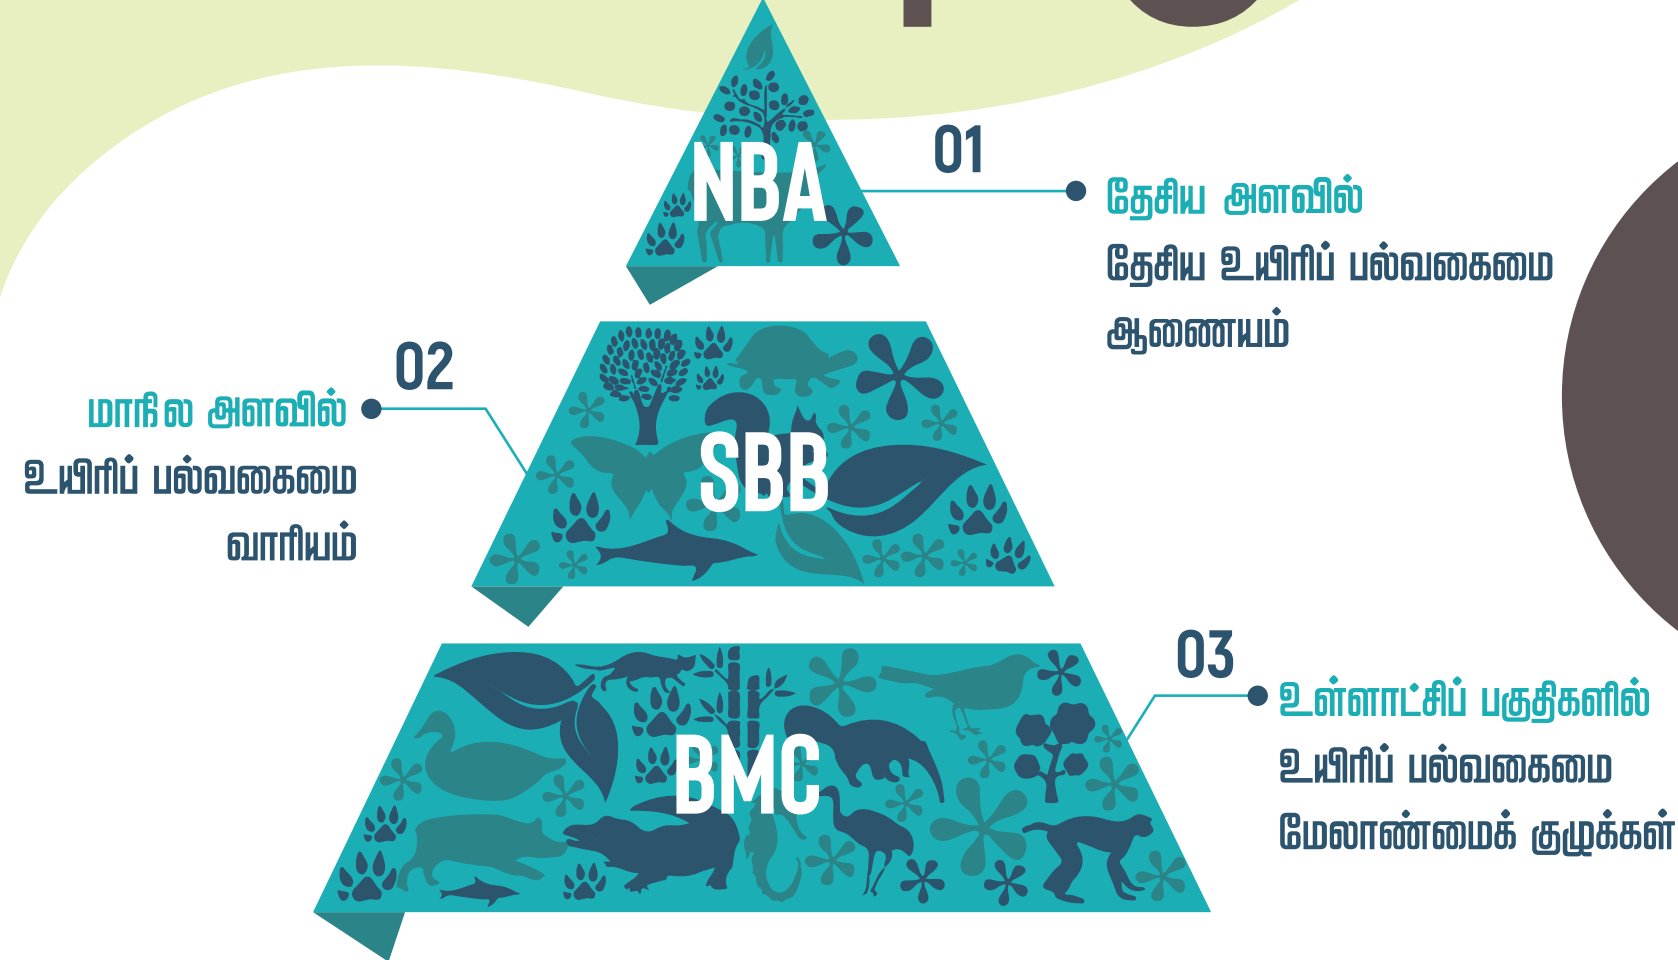 NBA
01
தேசிய அளவில்
தேசிய உயிரிப் பல்வகைமை
ஆணையம்
02
மாநில அளவில்
உயிரிப் பல்வகைமை
வாரியம்
SBB
03
உள்ளாட்சிப் பகுதிகளில்
உயிரிப் பல்வகைமை
மேலாண்மைக் குழுக்கள்
BMC